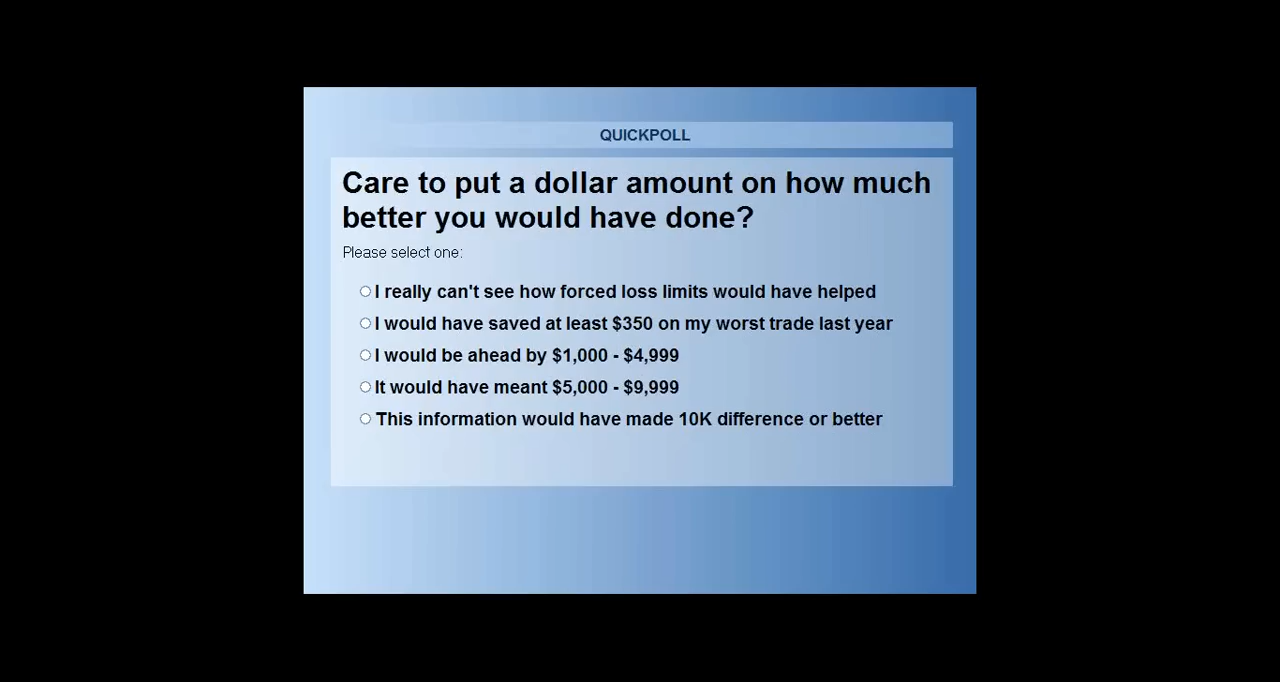 QUICKPOLL
Care to put a dollar amount on how much
better you would have done?
Please select one:
I really can't see how forced loss limits would have helped
I would have saved at least $350 on my worst trade last year
I would be ahead by $1,000 - $4,999
It would have meant $5,000 - $9,999
This information would have made 10K difference or better